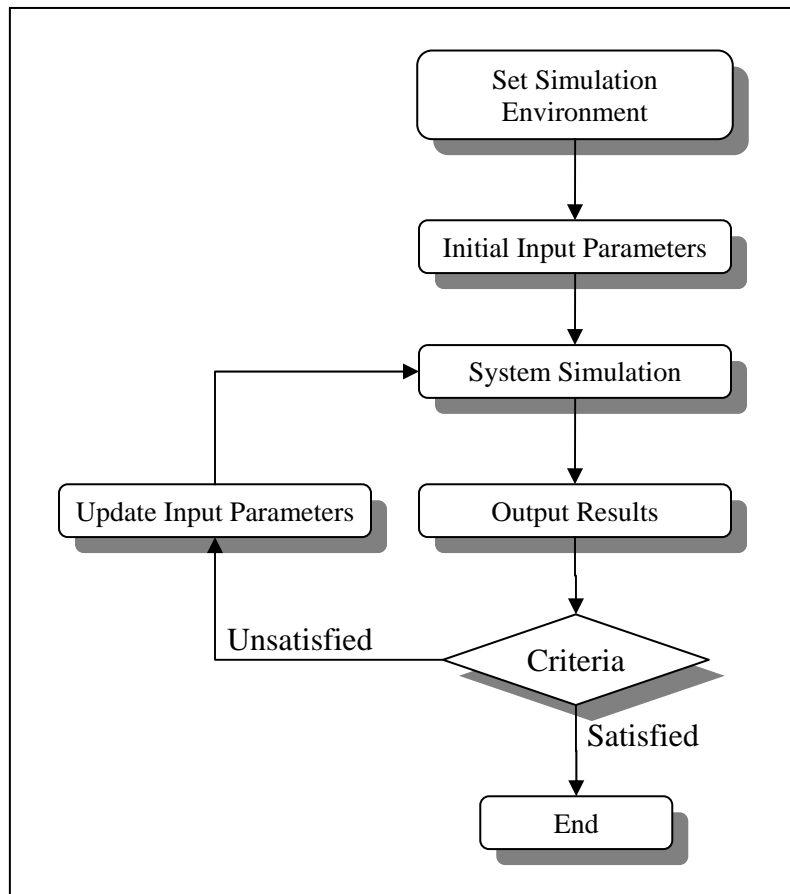 Set Simulation
Environment
Initial Input Parameters
System Simulation
Update Input Parameters
Output Results
Unsatisfied
Criteria
Satisfied
End